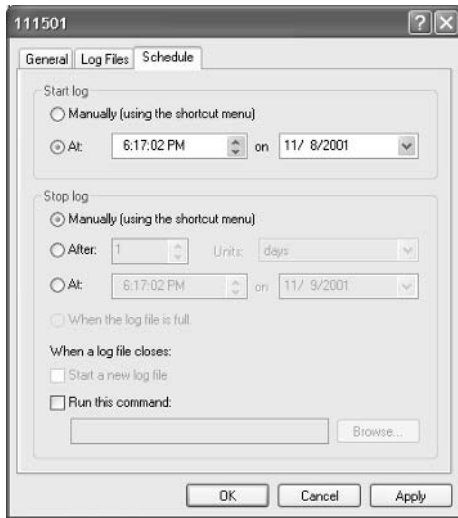 111501
General Log Files Schedule
Start log
Manually (using the shortcut menu)
At: 6:17:02 PM on 11/ 8/2001
Stop log
Manually (using the shortcut menu)
After: 1 Units: days
At: 6:17:02 PM on 11/ 9/2001
When the log file is full.
When a log file closes:
Start a new log file
Run this command:
Browse...
OK Cancel Apply